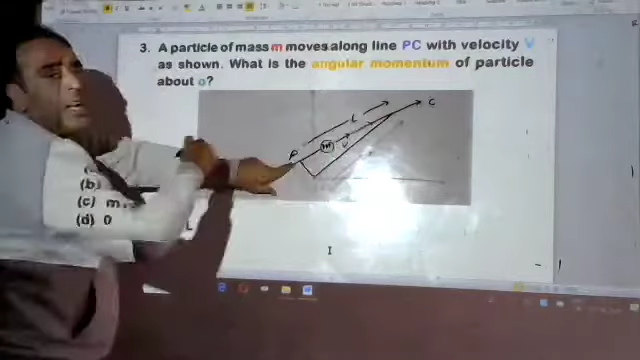 3. A particle of mass m moves along line PC with velocity V
as shown. What is the angular momentum of particle
about o?
L
C
P
m
v
(b)
(c) m
(d) 0
L